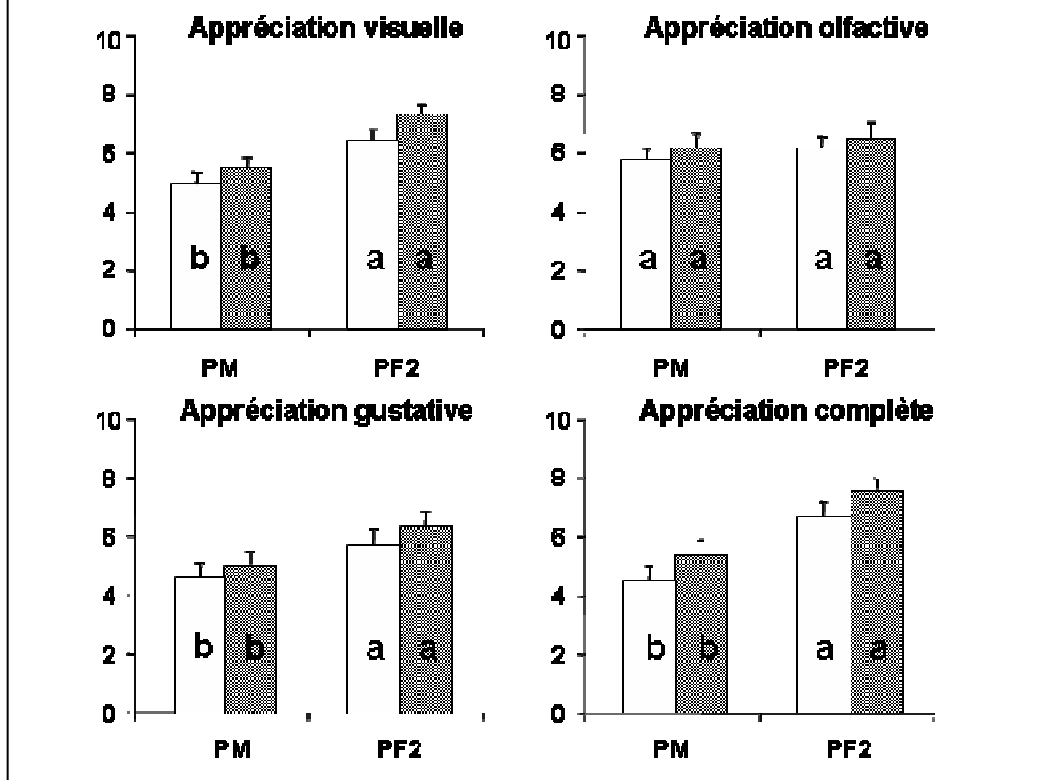 Appréciation visuelle
10
8
6
4
2
0
b b a a
PM PF2
Appréciation olfactive
10
8
6
4
2
0
a a a a
PM PF2
Appréciation gustative
10
8
6
4
2
0
b b a a
PM PF2
Appréciation complète
10
8
6
4
2
0
b b a a
PM PF2